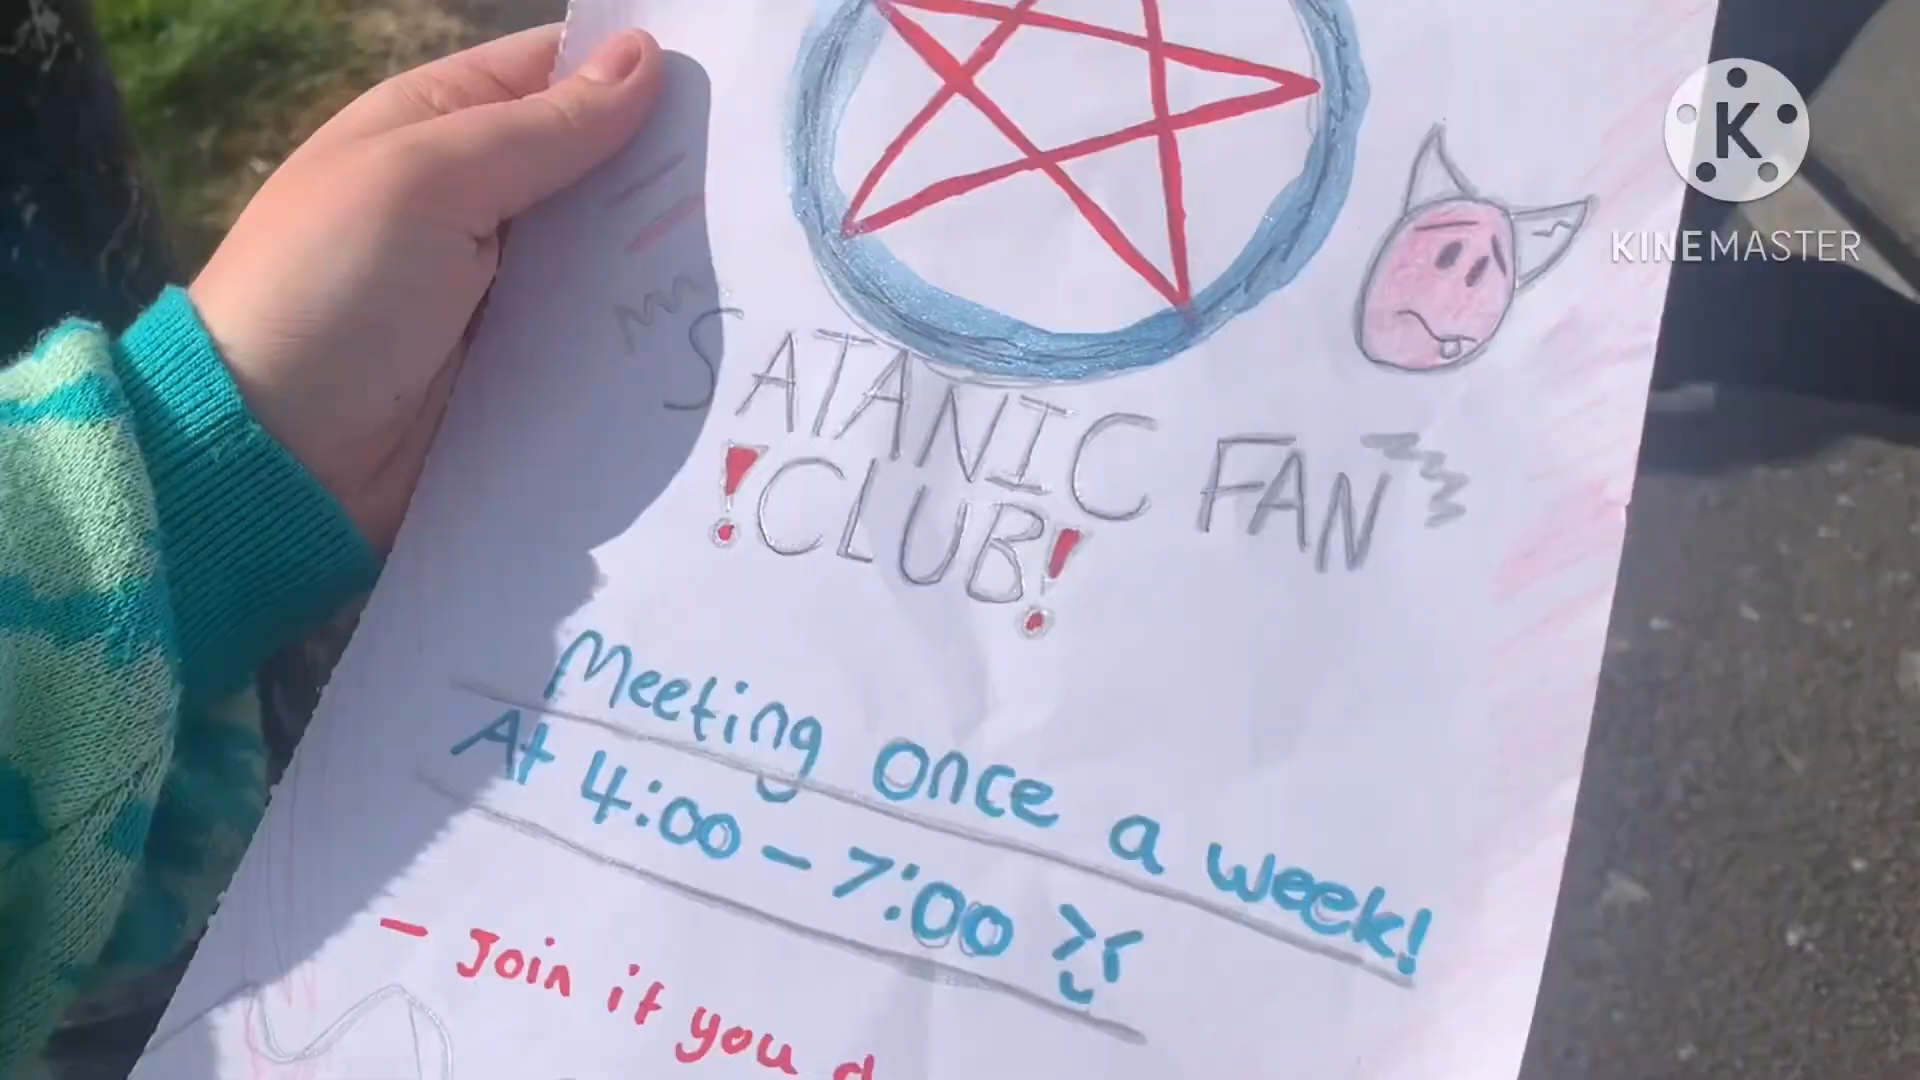 K
KINEMASTER
SATANIC FAN
!CLUB!
Meeting once a week!
At 4:00 - 7:00
- Join if you d